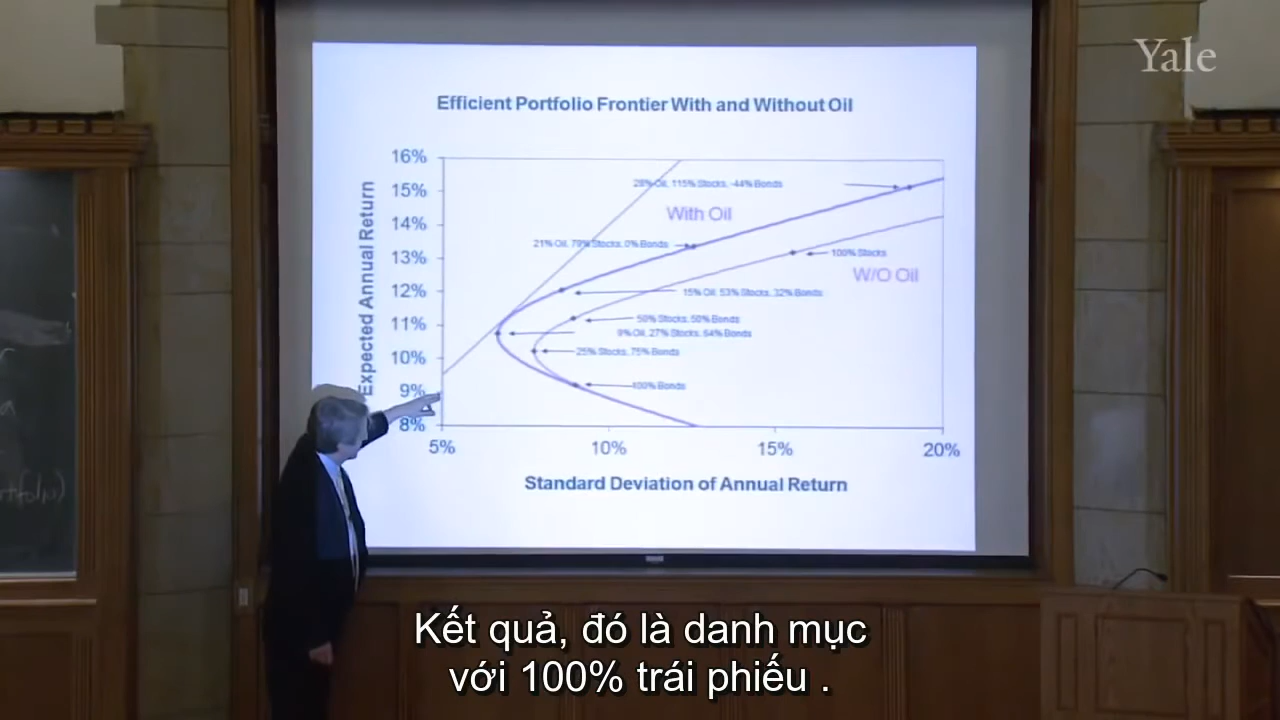 Yale
Efficient Portfolio Frontier With and Without Oil
Expected Annual Return
16%
15%
14%
13%
12%
11%
10%
9%
8%
28% Oil, 115% Stocks, -44% Bonds
With Oil
21% Oil, 79% Stocks, 0% Bonds
100% Stocks
W/O Oil
15% Oil, 53% Stocks, 32% Bonds
50% Stocks, 50% Bonds
9% Oil, 27% Stocks, 64% Bonds
25% Stocks, 75% Bonds
100% Bonds
5%
10%
15%
20%
Standard Deviation of Annual Return
Kết quả, đó là danh mục
với 100% trái phiếu .